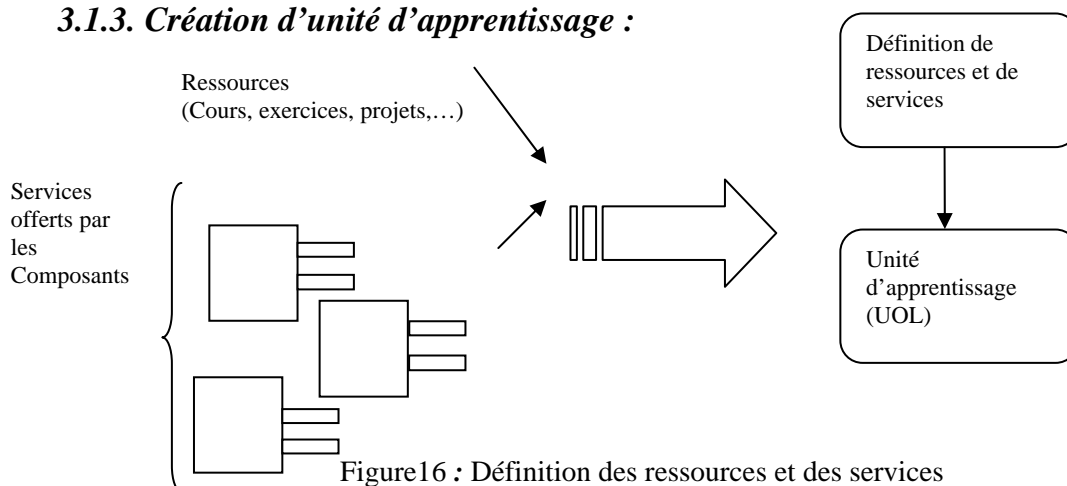 3.1.3. Création d’unité d’apprentissage :
Ressources
(Cours, exercices, projets,…)
Services
offerts par
les
Composants
Définition de
ressources et de
services
Unité
d’apprentissage
(UOL)
Figure16 : Définition des ressources et des services